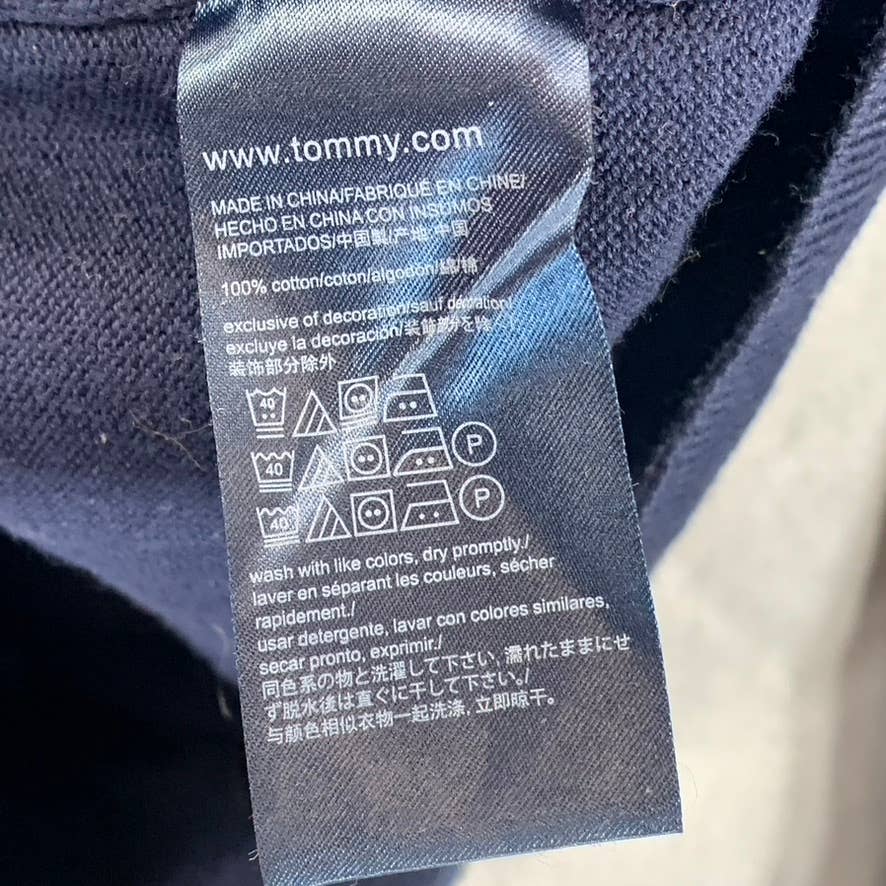 www.tommy.com
MADE IN CHINA/FABRIQUÉ EN CHINE/
HECHO EN CHINA CON INSUMOS
IMPORTADOS/中国製/产地 中国
100% cotton/coton/algodon/綿/棉
exclusive of decoration/sauf décoration/
excluye la decoracion/装飾部分を除く/
装饰部分除外
40
40 P
40 P
wash with like colors, dry promptly./
laver en séparant les couleurs, sécher
rapidement./
usar detergente, lavar con colores similares,
secar pronto, exprimir./
同色系の物と洗濯して下さい, 濡れたままにせ
ず脱水後は直ぐに干して下さい。/
与颜色相似衣物一起洗涤, 立即晾干。